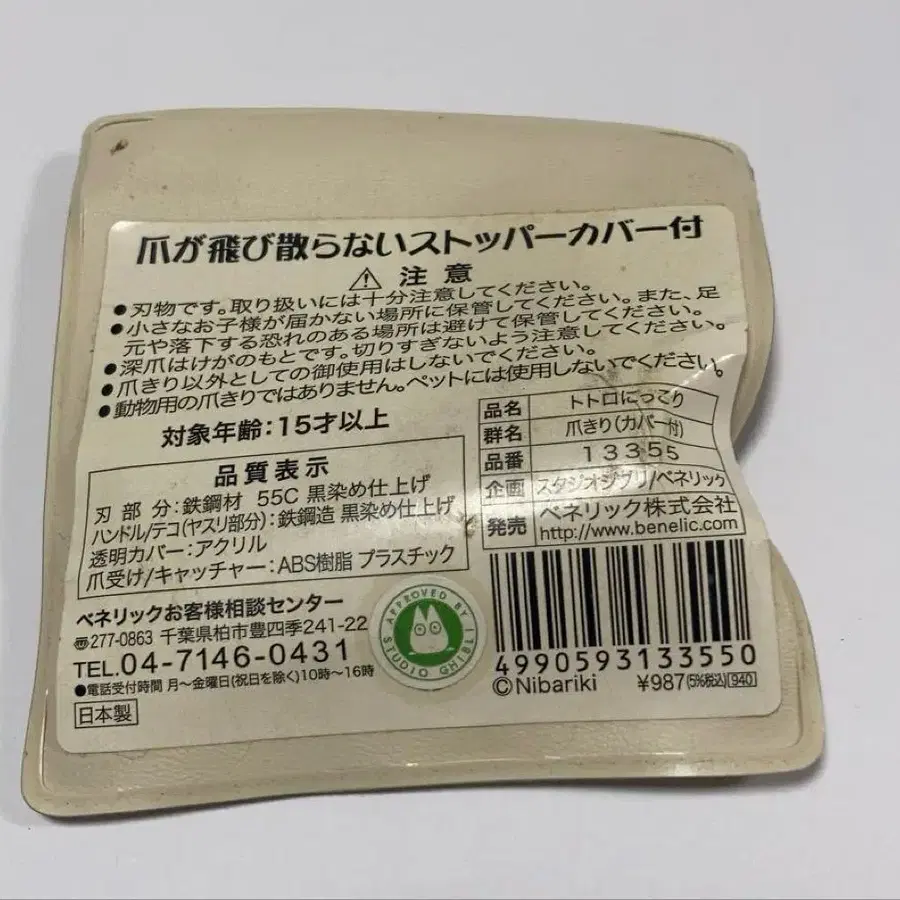 爪が飛び散らないストッパーカバー付
⚠注意
●刃物です。取り扱いには十分注意してください。
●小さなお子様が届かない場所に保管してください。また、足
元や落下する恐れのある場所は避けて保管してください。
●深爪はけがのもとです。切りすぎないよう注意してください。
●爪きり以外としての御使用はしないでください。
●動物用の爪きりではありません。ペットには使用しないでください。
対象年齢:15才以上
品質表示
刃 部 分:鉄鋼材 55C 黒染め仕上げ
ハンドル/テコ(ヤスリ部分):鉄鋼造 黒染め仕上げ
透明カバー:アクリル
爪受け/キャッチャー:ABS樹脂 プラスチック
品名 トトロにっこり
群名 爪きり(カバー付)
品番 13355
企画 スタジオジブリ/ベネリック
発売 ベネリック株式会社
http://www.benelic.com
ベネリックお客様相談センター
〠277-0863 千葉県柏市豊四季241-22
TEL.04-7146-0431
●電話受付時間 月〜金曜日(祝日を除く)10時〜16時
日本製
APPROVED BY
STUDIO GHIBLI
4990593133550
©Nibariki ¥987(5%税込)940